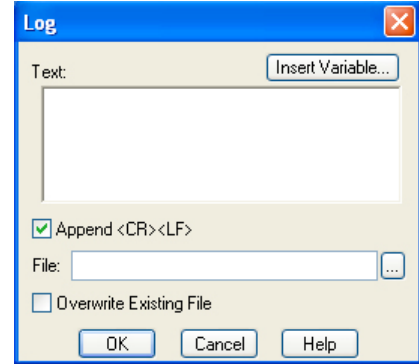 Log
Text: Insert Variable...
Append <CR><LF>
File: ...
Overwrite Existing File
OK Cancel Help